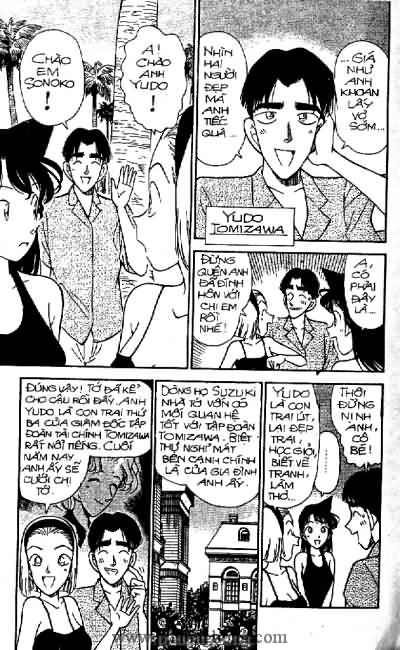 CHÀO
EM
SONOKO
!
A!
CHÀO
ANH
YUDO
!
NHÌN
HAI
NGƯỜI
ĐẸP
MÀ
ANH
TIẾC
QUÁ...
...GIÁ
NHƯ
ANH
KHOAN
LẤY
VỢ
SỚM...
YUDO
TOMIZAWA
ĐỪNG
QUÊN ANH
ĐÃ ĐÍNH
HÔN VỚI
CHỊ EM
RỒI
NHÉ!
A,
CÓ
PHẢI
ĐÂY
LÀ...
ĐÚNG VẬY! TỚ ĐÃ KỂ
CHO CẬU RỒI ĐẤY. ANH
YUDO LÀ CON TRAI THỨ
BA CỦA GIÁM ĐỐC TẬP
ĐOÀN TÀI CHÍNH TOMIZAWA
RẤT NỔI TIẾNG. CUỐI
NĂM NAY...
ANH ẤY SẼ
CƯỚI CHỊ
TỚ.
DÒNG HỌ SUZUKI
NHÀ TỚ VỐN CÓ
MỐI QUAN HỆ
TỐT VỚI TẬP ĐOÀN
TOMIZAWA. BIỆT
THỰ NGHỈ MÁT
BÊN CẠNH CHÍNH
LÀ CỦA GIA ĐÌNH
ANH ẤY.
YUDO
LÀ CON
TRAI ÚT,
LẠI ĐẸP
TRAI,
HỌC GIỎI,
BIẾT VẼ
TRANH,
LÀM
THƠ...
THÔI
ĐỪNG
NỊNH
ANH,
CÔ
BÉ!